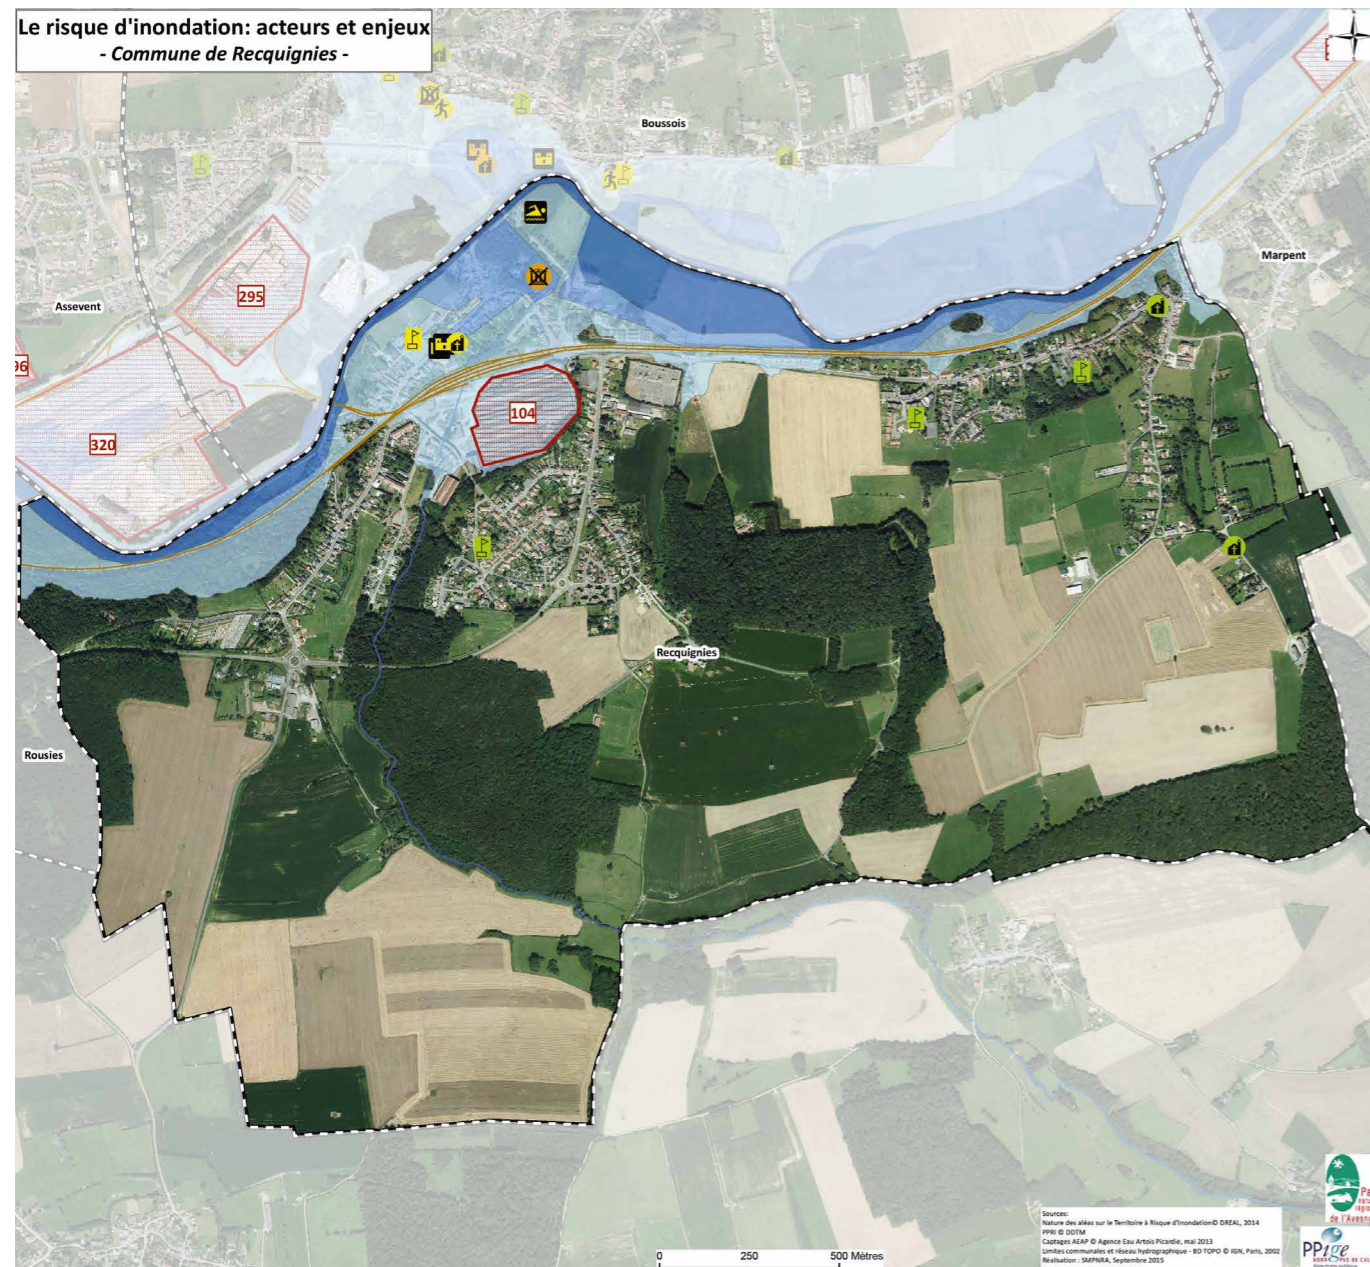 Le risque d'inondation: acteurs et enjeux
- Commune de Recquignies -
Boussois
Marpent
Assevent
295
96
320
104
Recquignies
Rousies
0 250 500 Mètres
Sources:
Nature des aléas sur le Territoire à Risque d'Inondation© DREAL, 2014
PPRI © DDTM
Captages AEAP © Agence Eau Artois Picardie, mai 2013
Limites communales et réseau hydrographique - BD TOPO © IGN, Paris, 2002
Réalisation : SMPNRA, Septembre 2015
de l'Avesn
PPige